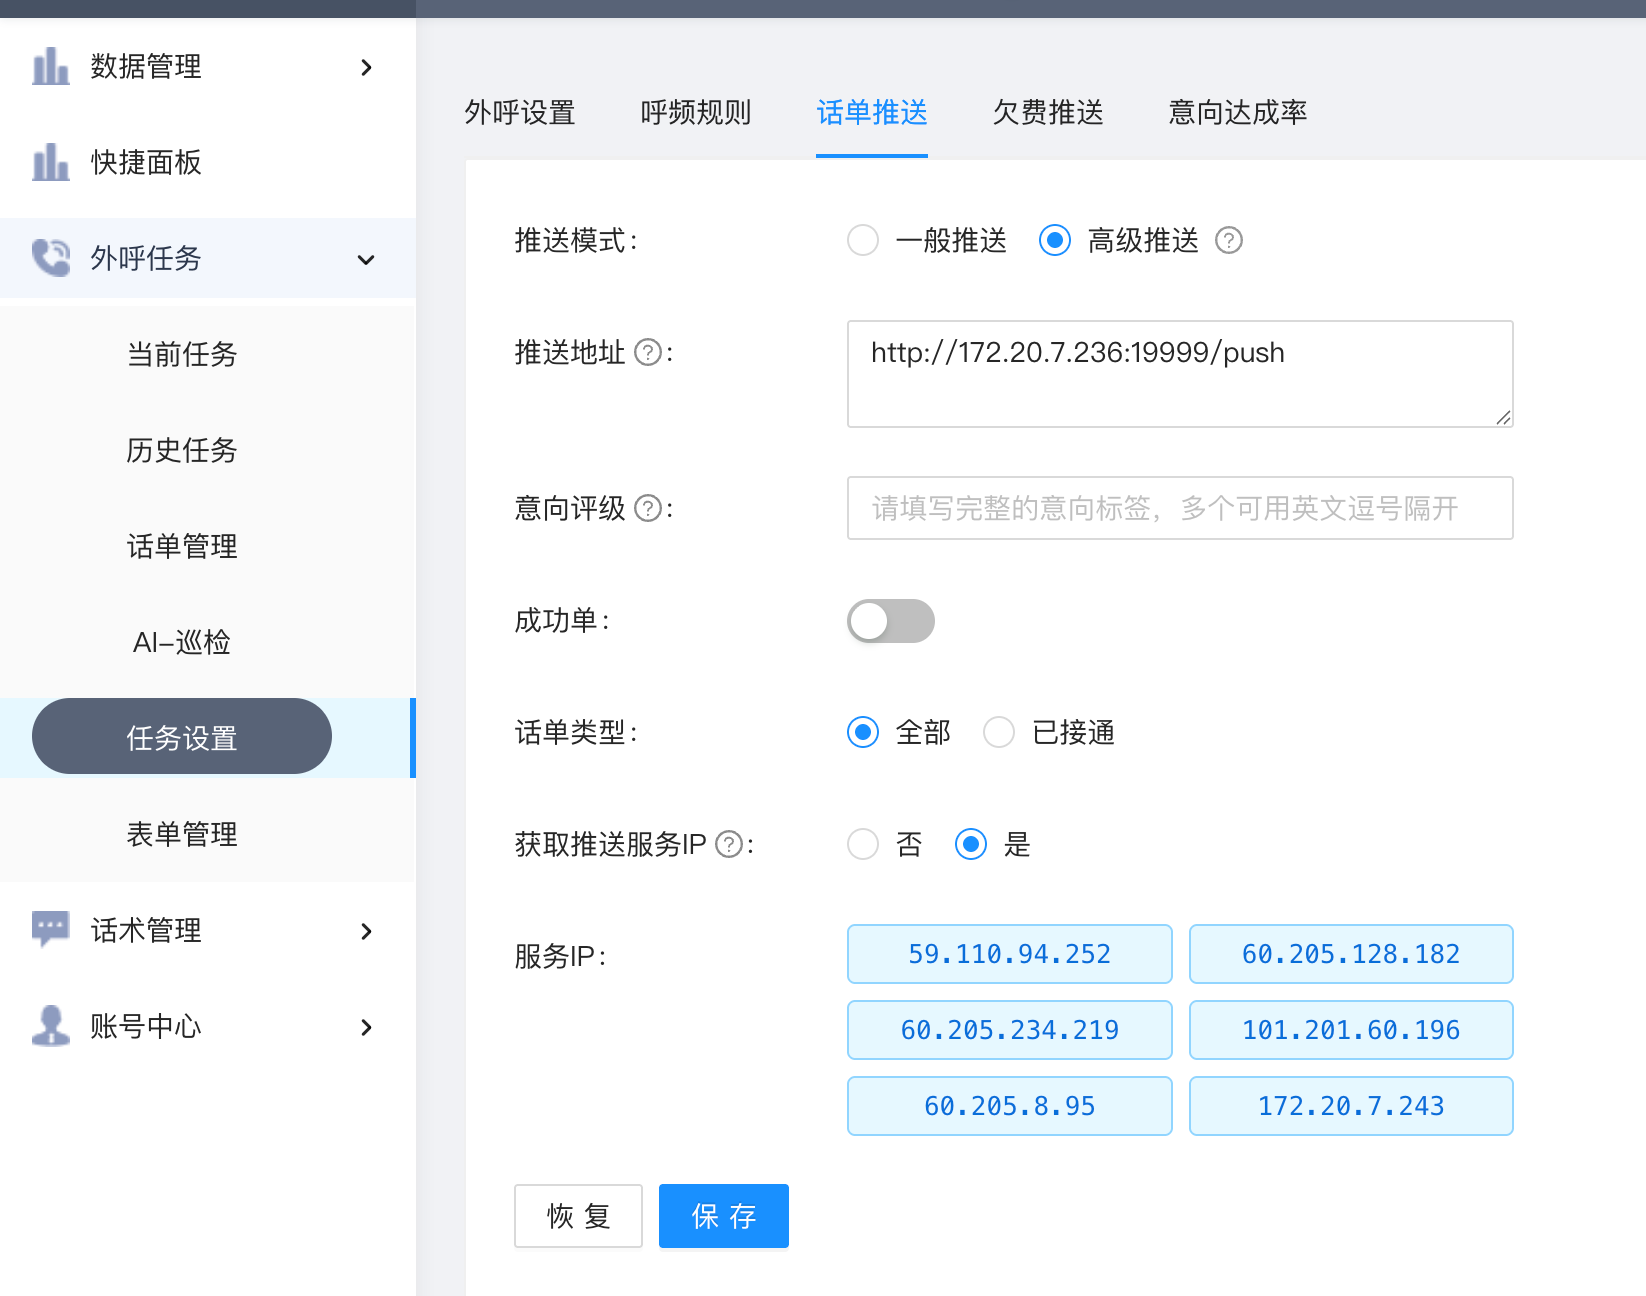 数据管理
快捷面板
外呼任务
当前任务
历史任务
话单管理
AI-巡检
任务设置
表单管理
话术管理
账号中心
外呼设置 呼频规则 话单推送 欠费推送 意向达成率
推送模式: 一般推送 高级推送 ?
推送地址 ?: http://172.20.7.236:19999/push
意向评级 ?: 请填写完整的意向标签，多个可用英文逗号隔开
成功单:
话单类型: 全部 已接通
获取推送服务IP ?: 否 是
服务IP: 59.110.94.252 60.205.128.182
60.205.234.219 101.201.60.196
60.205.8.95 172.20.7.243
恢 复 保 存